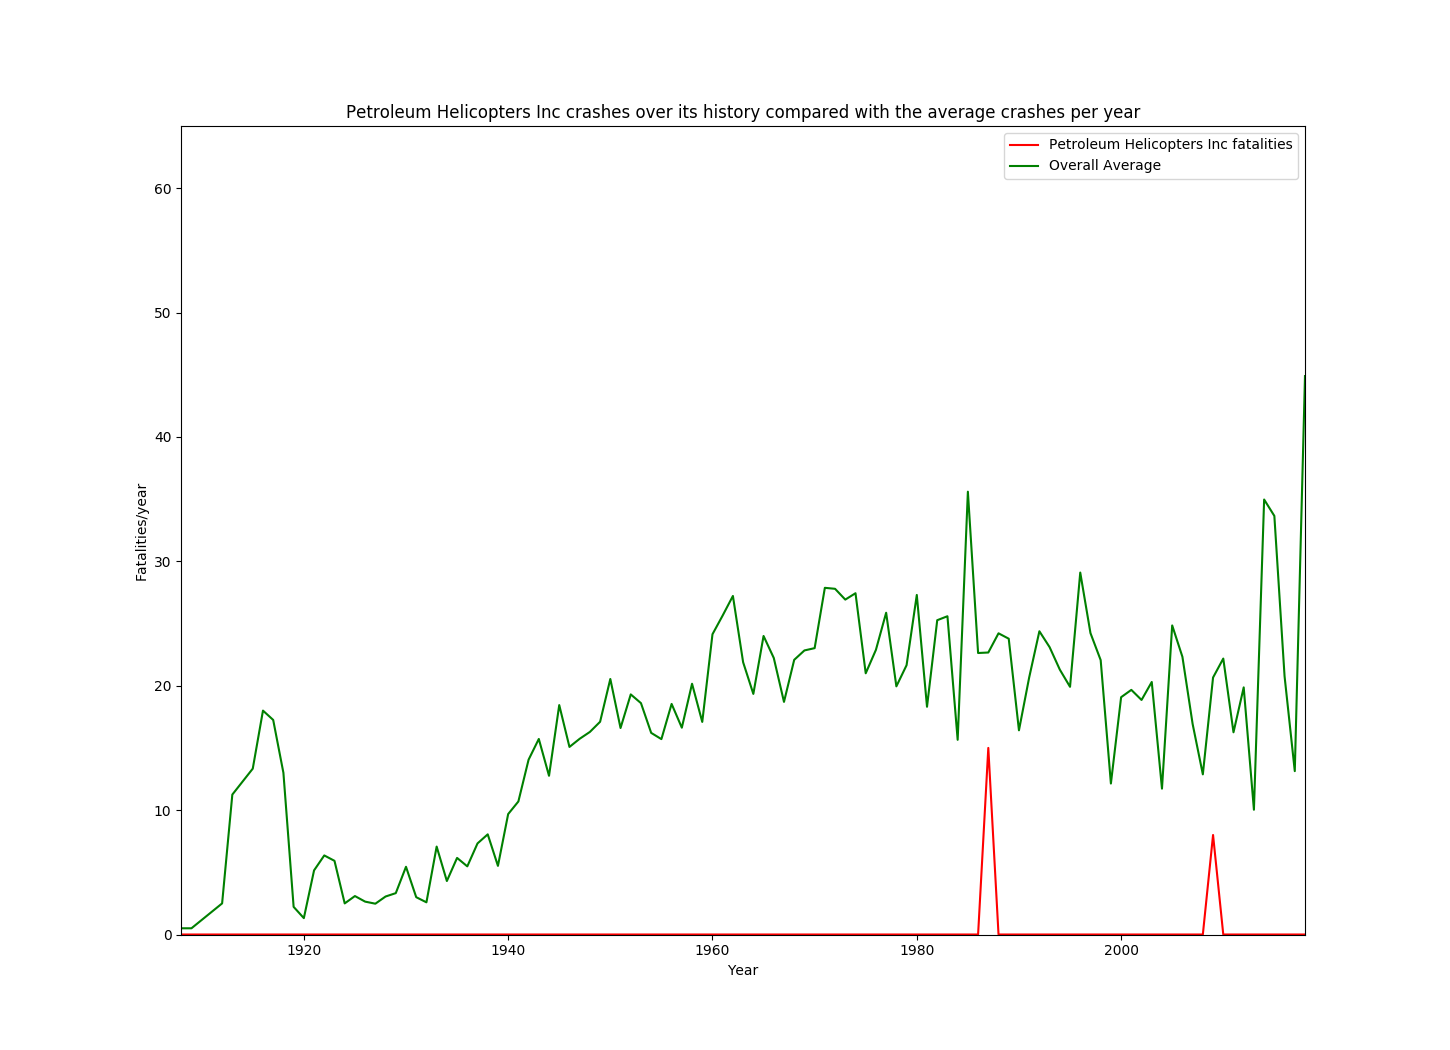 Petroleum Helicopters Inc crashes over its history compared with the average crashes per year
Petroleum Helicopters Inc fatalities
Overall Average
60
50
40
30
20
10
0
Fatalities/year
1920 1940 1960 1980 2000
Year